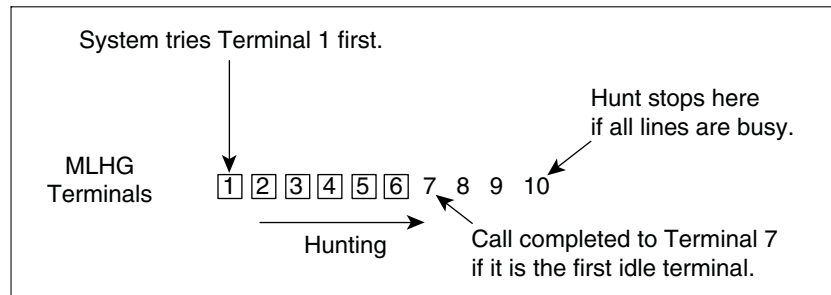 System tries Terminal 1 first.
Hunt stops here
if all lines are busy.
MLHG
Terminals
1 2 3 4 5 6 7 8 9 10
Hunting
Call completed to Terminal 7
if it is the first idle terminal.